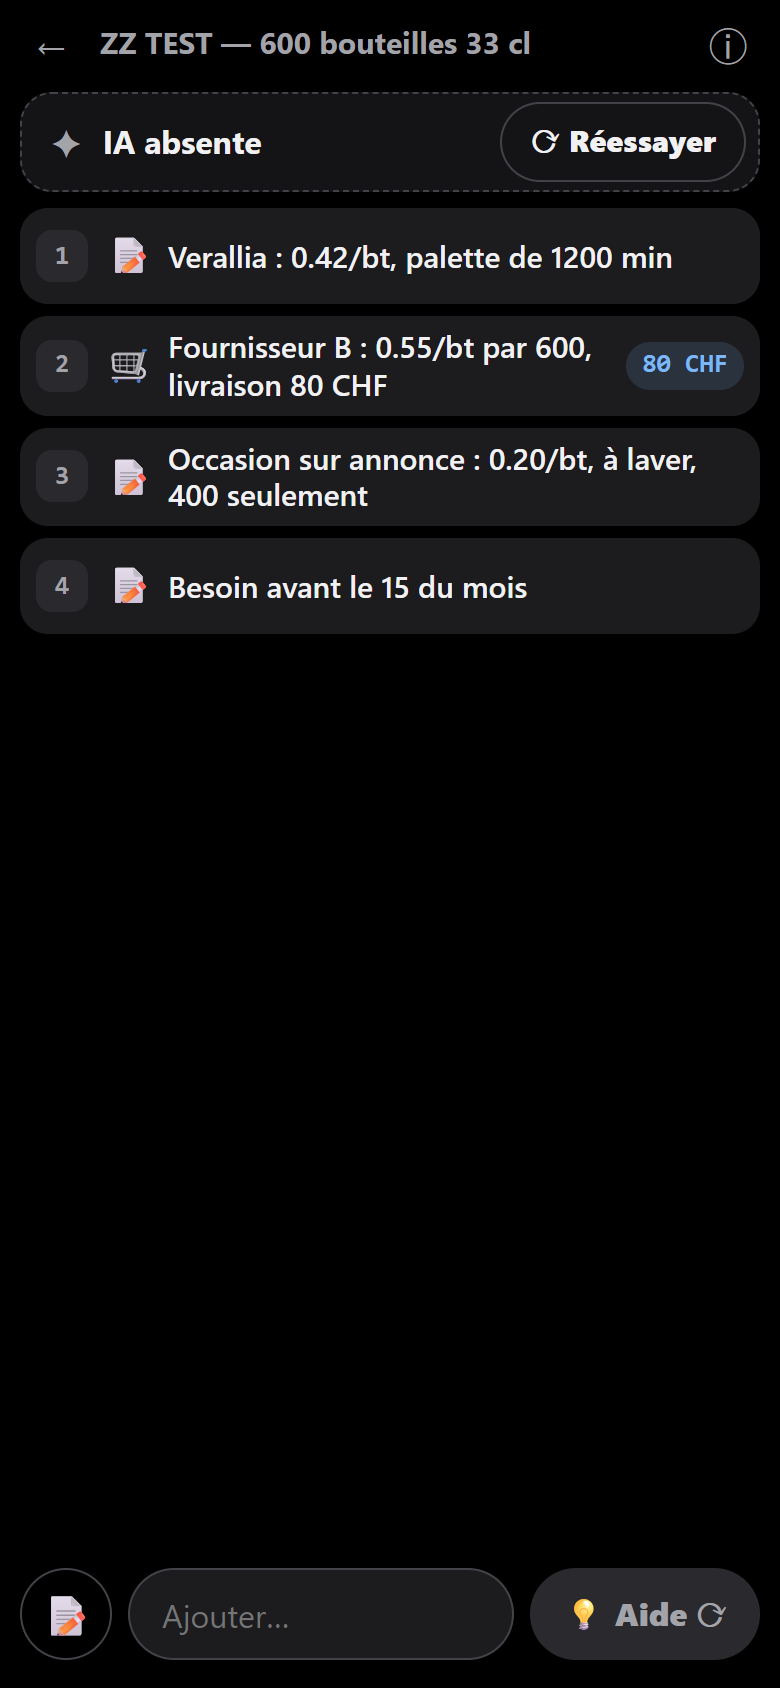 ← ZZ TEST — 600 bouteilles 33 cl ⓘ
✦ IA absente ⟳ Réessayer
1 📝 Verallia : 0.42/bt, palette de 1200 min
2 🛒 Fournisseur B : 0.55/bt par 600,
livraison 80 CHF
80 CHF
3 📝 Occasion sur annonce : 0.20/bt, à laver,
400 seulement
4 📝 Besoin avant le 15 du mois
📝 Ajouter... 💡 Aide ⟳